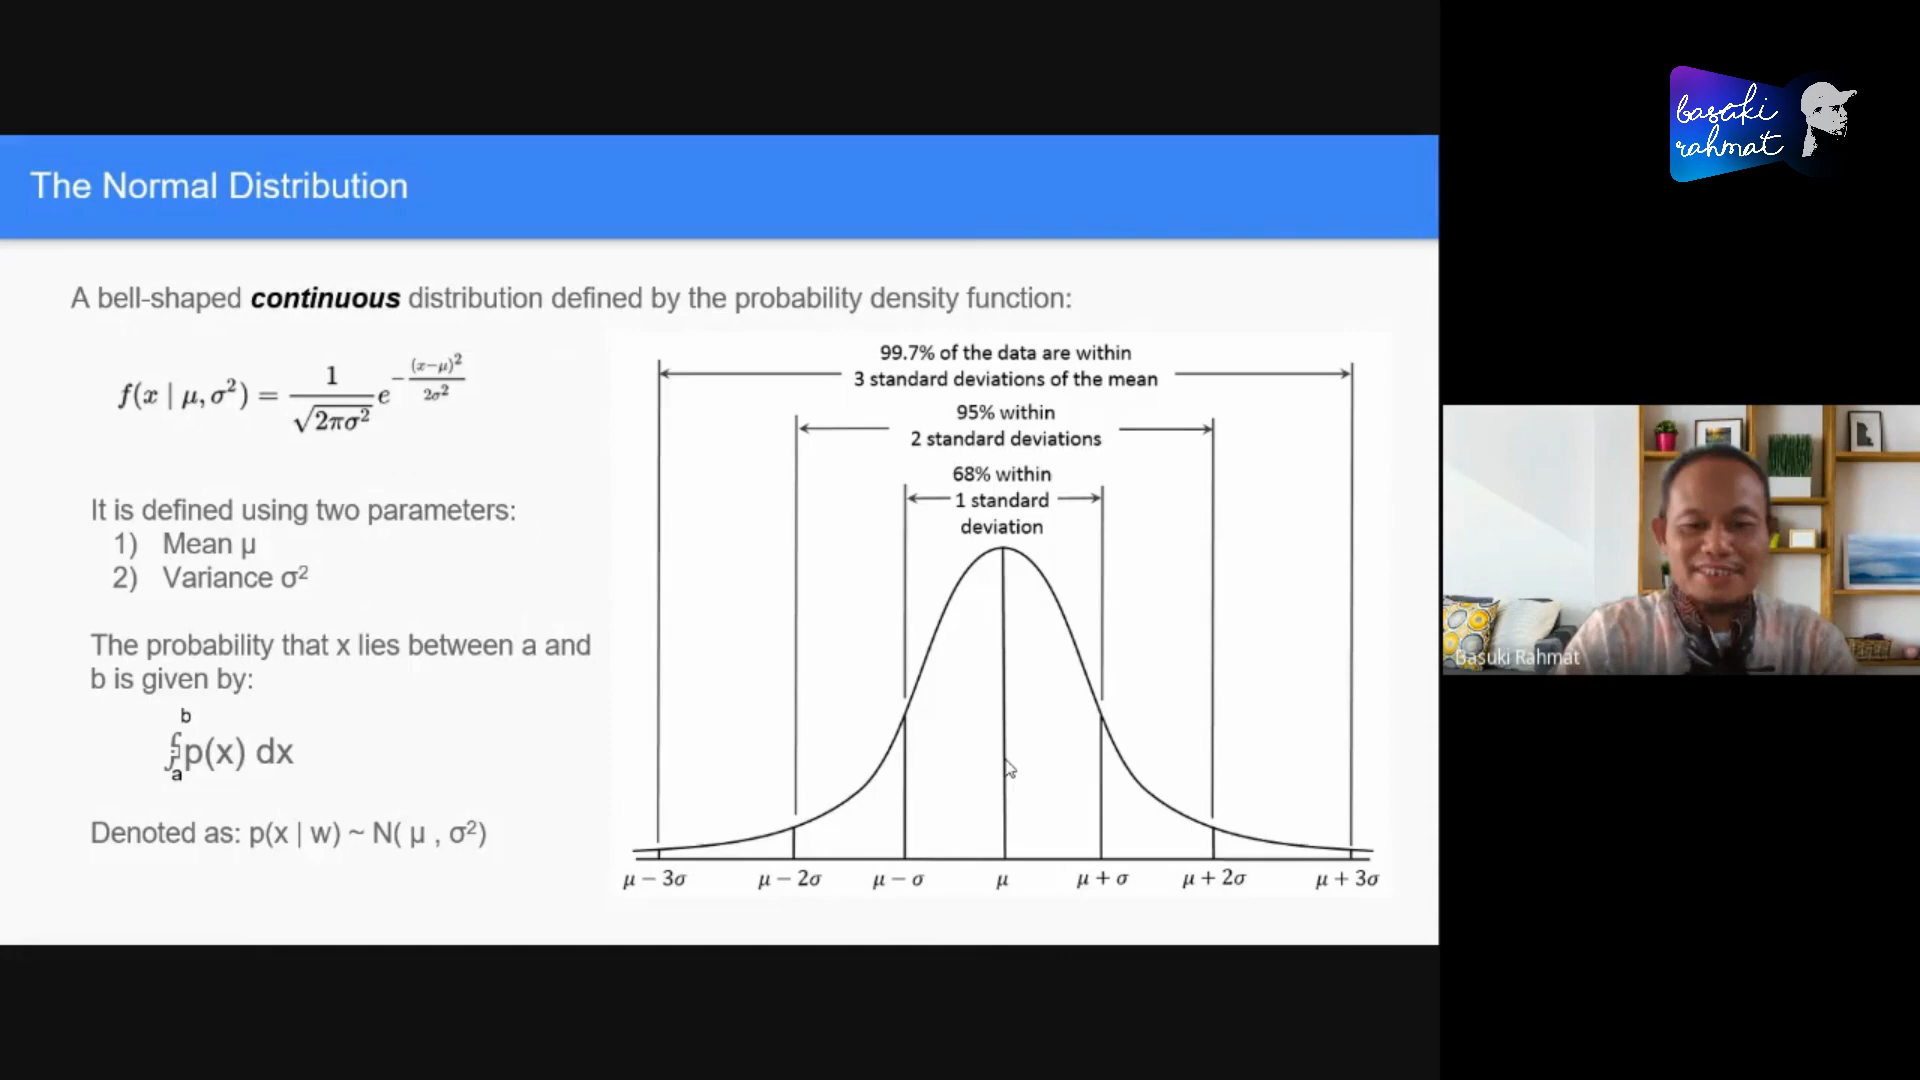 The Normal Distribution
A bell-shaped continuous distribution defined by the probability density function:
f(x | μ, σ²) = 1 / √(2πσ²) e^(−(x−μ)² / 2σ²)
It is defined using two parameters:
1) Mean μ
2) Variance σ²
The probability that x lies between a and
b is given by:
b
∫p(x) dx
a
Denoted as: p(x | w) ~ N( μ , σ²)
99.7% of the data are within
3 standard deviations of the mean
95% within
2 standard deviations
68% within
1 standard
deviation
μ − 3σ μ − 2σ μ − σ μ μ + σ μ + 2σ μ + 3σ
basuki
rahmat
Basuki Rahmat